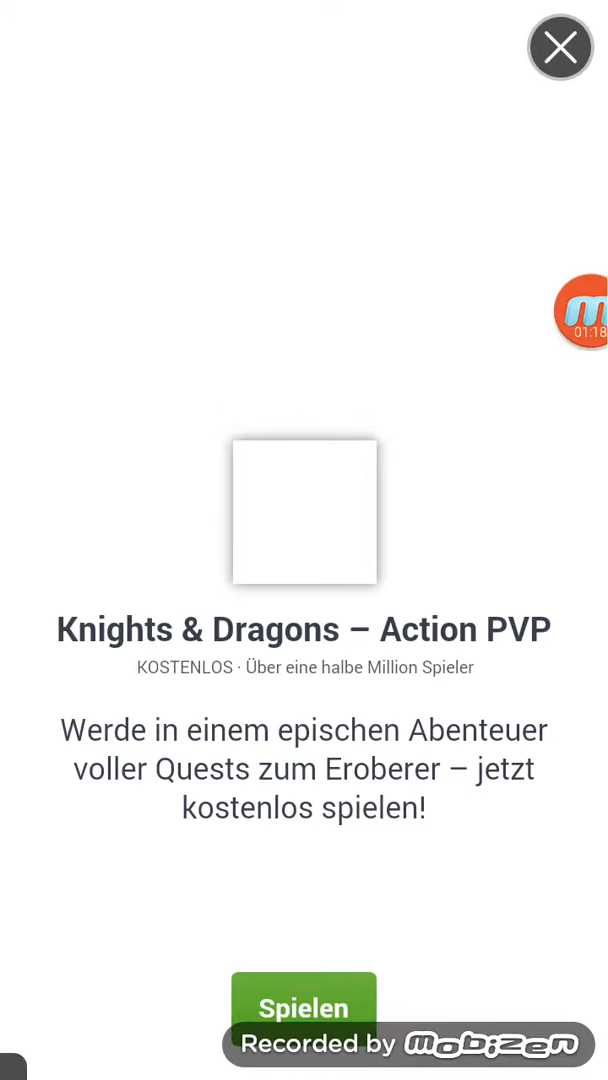 m
01:18
Knights & Dragons – Action PVP
KOSTENLOS · Über eine halbe Million Spieler
Werde in einem epischen Abenteuer
voller Quests zum Eroberer – jetzt
kostenlos spielen!
Spielen
Recorded by mobizen